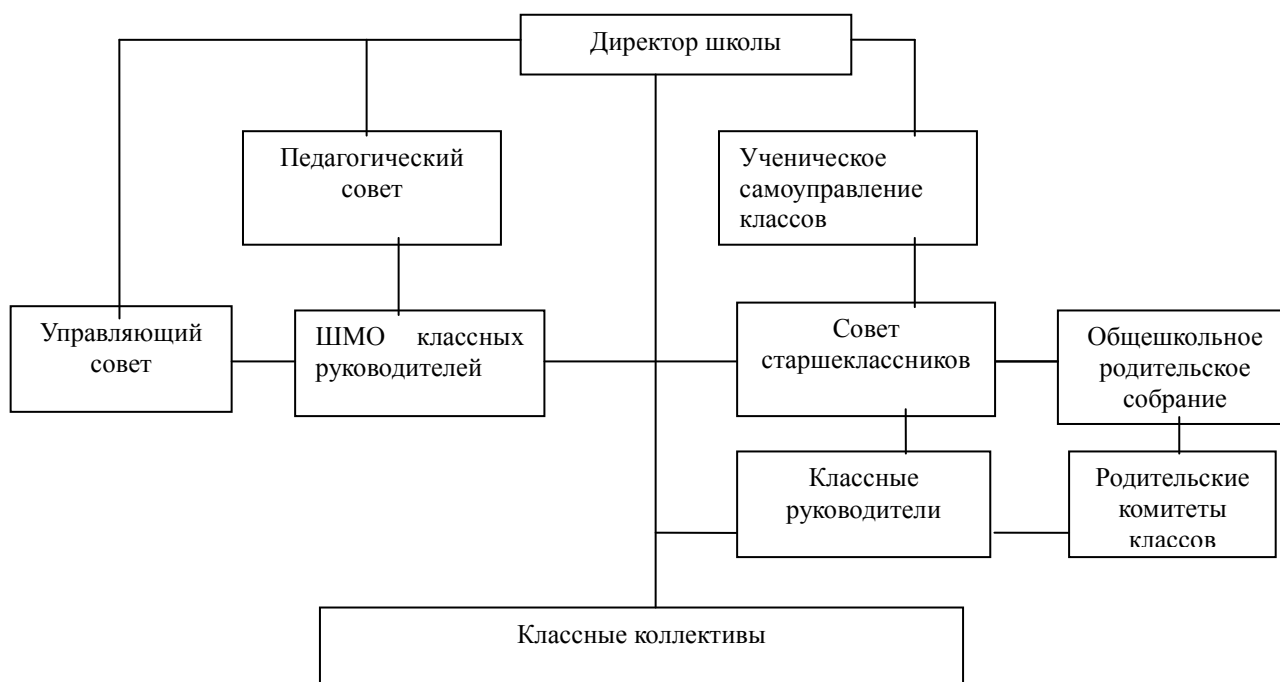 Директор школы
Педагогический
совет
Ученическое
самоуправление
классов
Управляющий
совет
ШМО классных
руководителей
Совет
старшеклассников
Общешкольное
родительское
собрание
Классные
руководители
Родительские
комитеты
классов
Классные коллективы